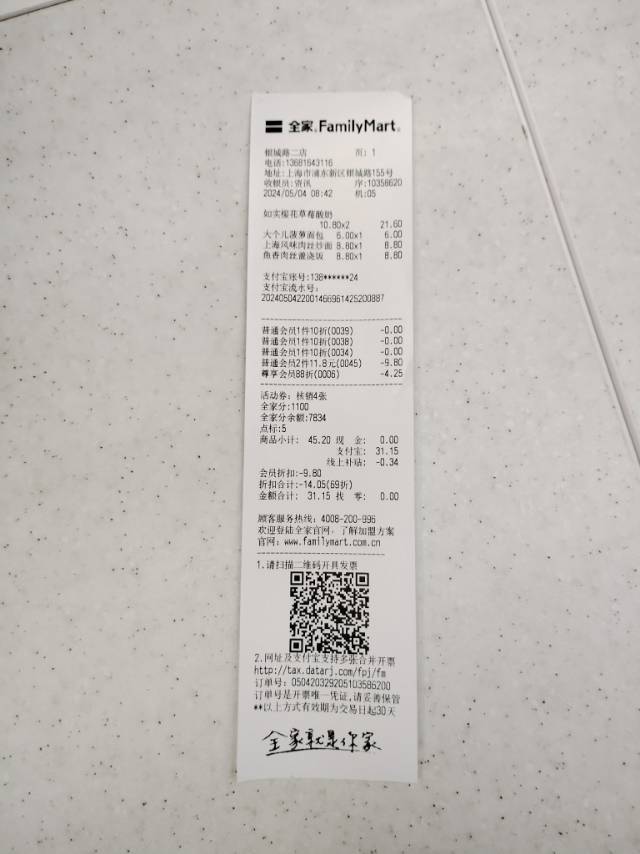 全家 FamilyMart
银城路二店 页: 1
电话:13681643116
地址:上海市浦东新区银城路155号
收银员:资讯 序:10358620
2024/05/04 08:42 机:05
如实樱花草莓酸奶
10.80x2 21.60
大个儿菠萝面包 6.00x1 6.00
上海风味肉丝炒面 8.80x1 8.80
鱼香肉丝盖浇饭 8.80x1 8.80
支付宝账号:138******24
支付宝流水号:
2024050422001466961425200887
普通会员1件10折(0039) -0.00
普通会员1件10折(0038) -0.00
普通会员1件10折(0034) -0.00
普通会员2件11.8元(0045) -9.80
尊享会员88折(0006) -4.25
活动券: 核销4张
全家分:1100
全家分余额:7834
点标:5
商品小计: 45.20 现 金: 0.00
支付宝: 31.15
线上补贴: -0.34
会员折扣:-9.80
折扣合计:-14.05(69折)
金额合计: 31.15 找 零: 0.00
顾客服务热线: 4008-200-996
欢迎登陆全家官网，了解加盟方案
官网: www.familymart.com.cn
1.请扫描二维码开具发票
2.网址及支付宝支持多张合并开票
http://tax.datarj.com/fpj/fm
订单号: 050420329205103586200
订单号是开票唯一凭证,请妥善保管
**以上方式有效期为交易日起30天
全家就是你家